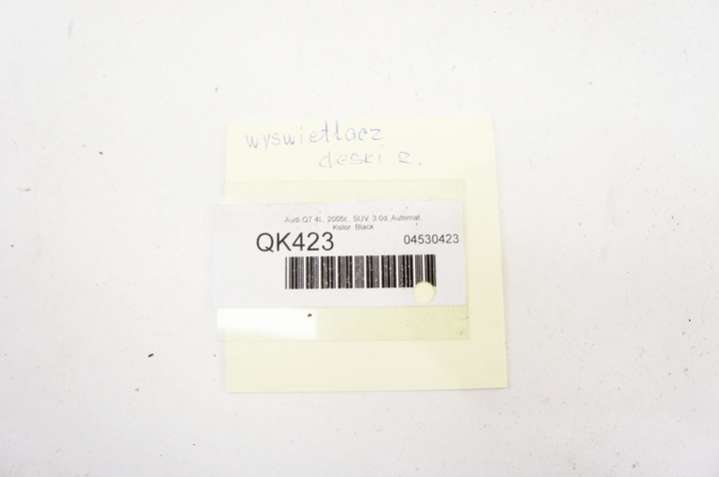 wyswietlacz
deski R.
Audi Q7 4L, 2006r., SUV, 3.0d, Automat,
Kolor: Black
QK423
04530423